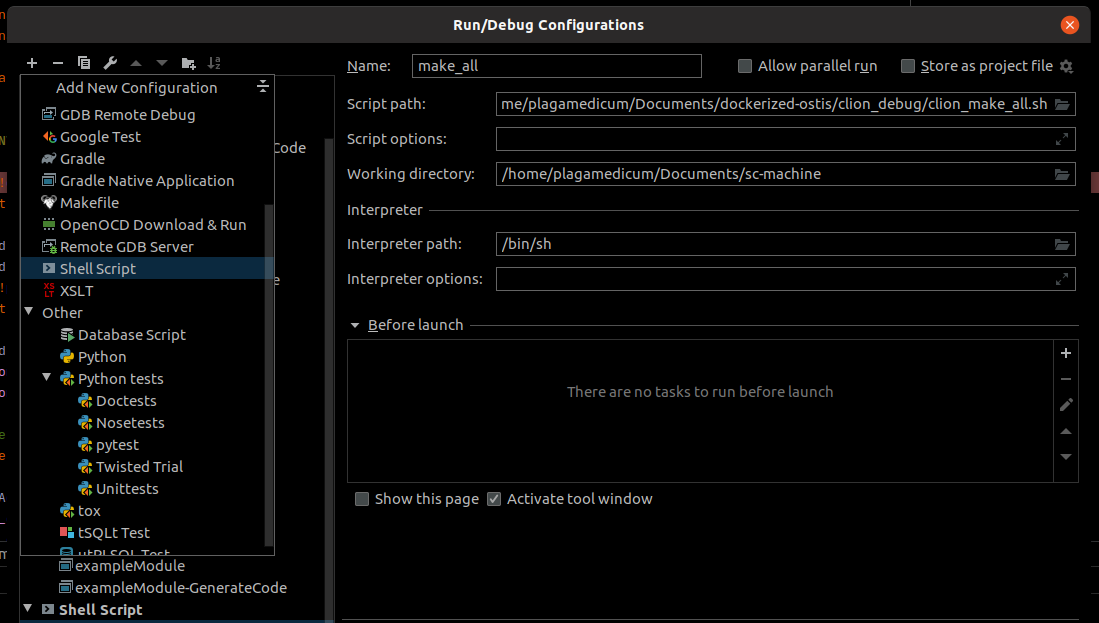 Run/Debug Configurations
Add New Configuration
GDB Remote Debug
Google Test
Gradle
Gradle Native Application
Makefile
OpenOCD Download & Run
Remote GDB Server
Shell Script
XSLT
Other
Database Script
Python
Python tests
Doctests
Nosetests
pytest
Twisted Trial
Unittests
tox
tSQLt Test
utPLSQL Test
exampleModule
exampleModule-GenerateCode
Shell Script
Code
e
Name: make_all
Allow parallel run
Store as project file
Script path: me/plagamedicum/Documents/dockerized-ostis/clion_debug/clion_make_all.sh
Script options:
Working directory: /home/plagamedicum/Documents/sc-machine
Interpreter
Interpreter path: /bin/sh
Interpreter options:
Before launch
There are no tasks to run before launch
Show this page
Activate tool window